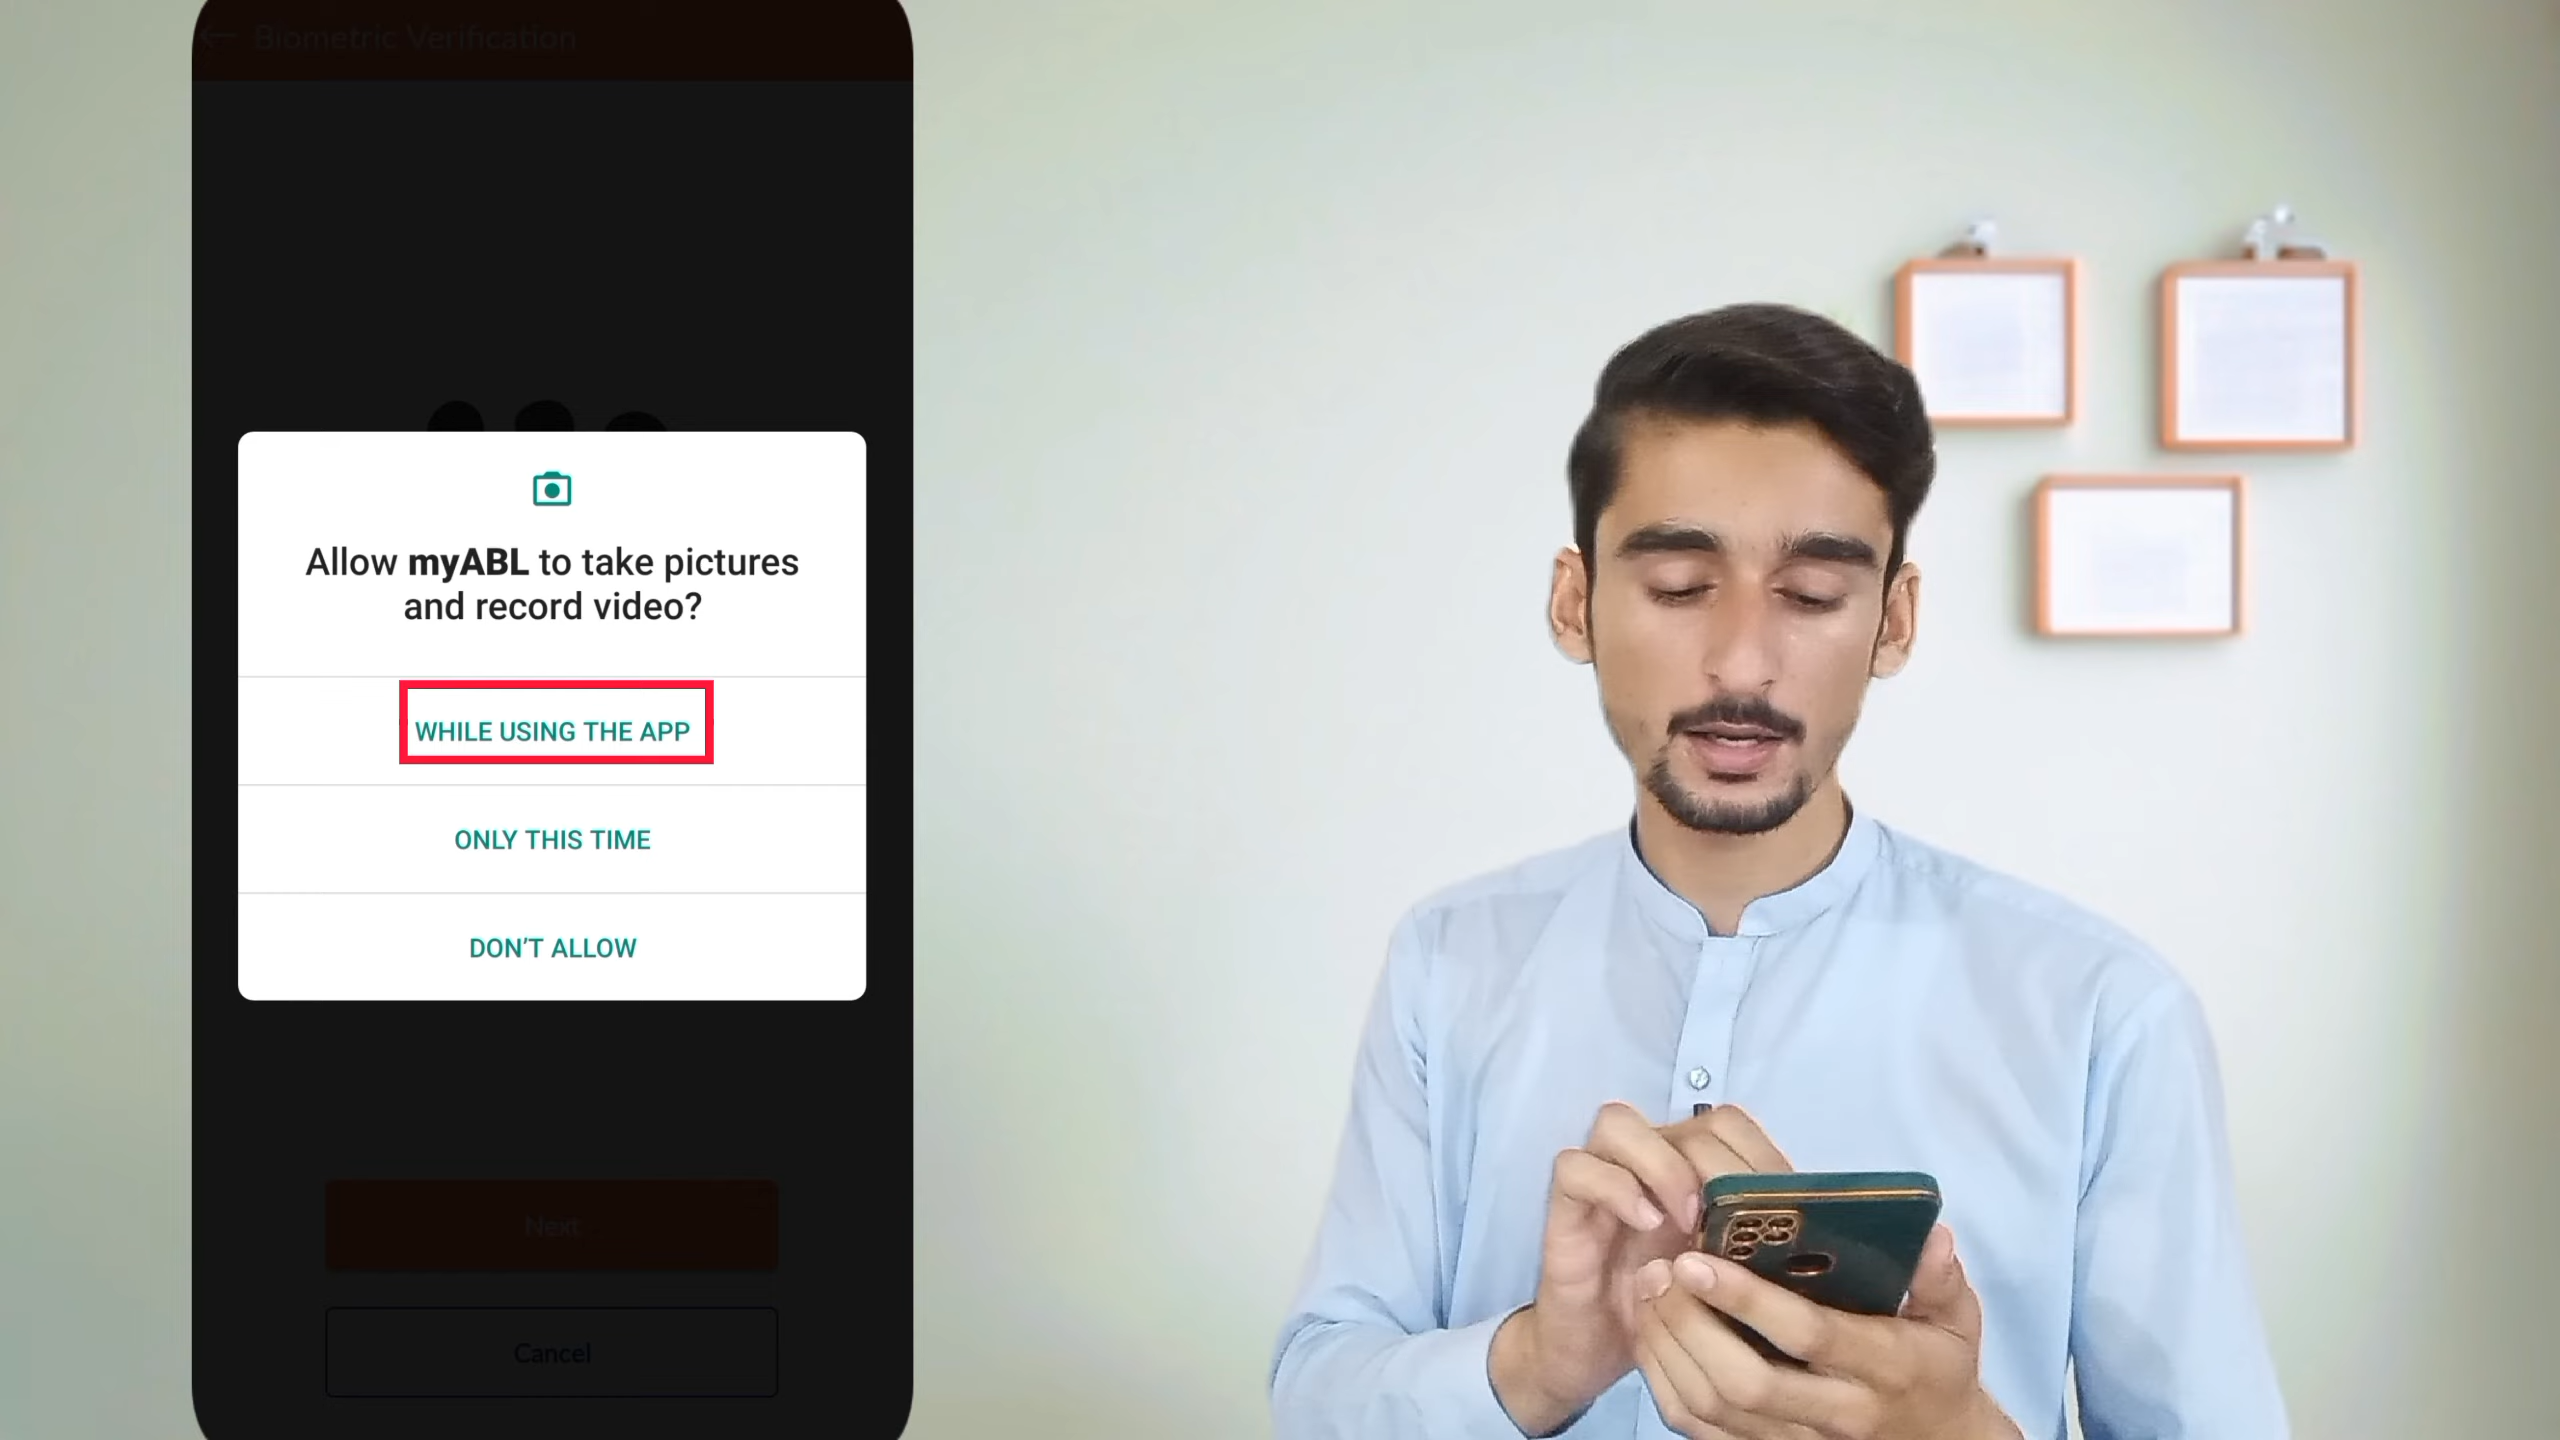 Biometric Verification
Allow myABL to take pictures
and record video?
WHILE USING THE APP
ONLY THIS TIME
DON'T ALLOW
Next
Cancel